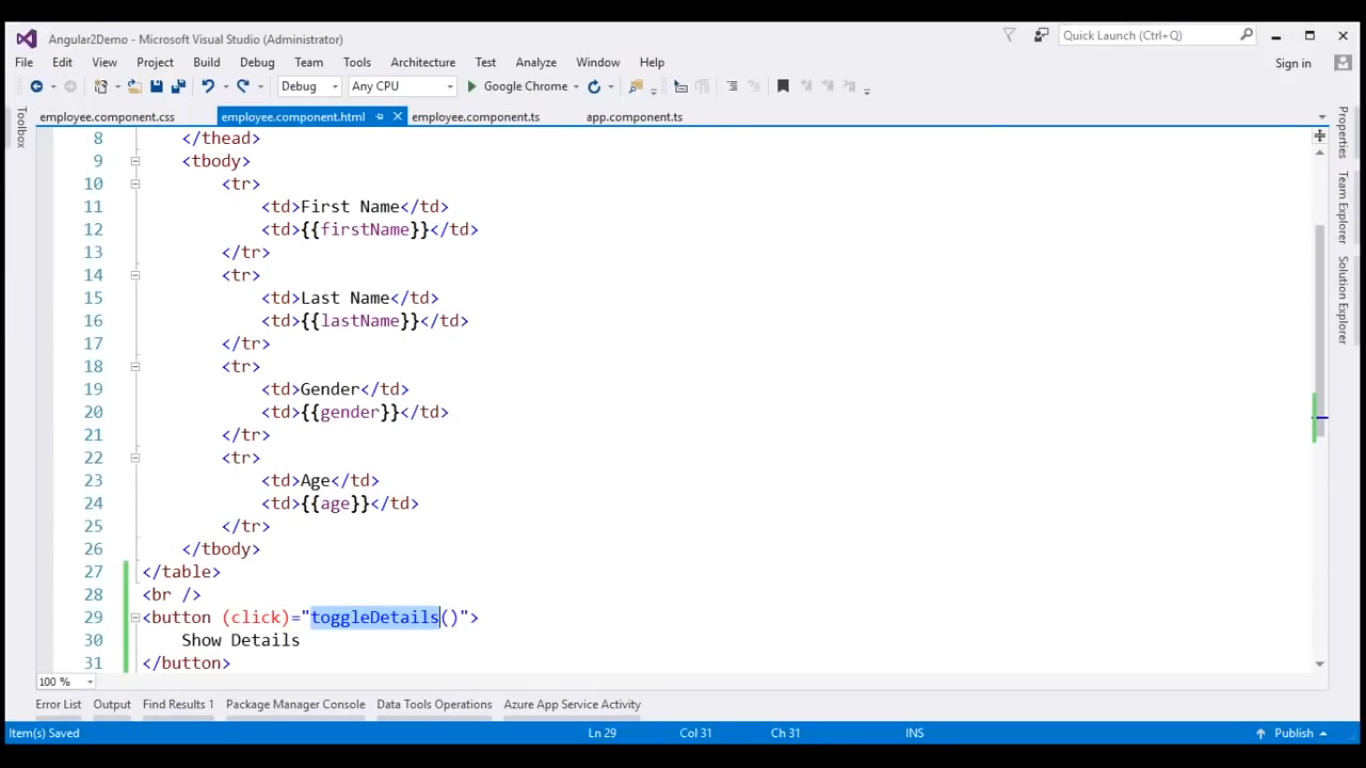 Angular2Demo - Microsoft Visual Studio (Administrator)
Quick Launch (Ctrl+Q)
File Edit View Project Build Debug Team Tools Architecture Test Analyze Window Help
Sign in
Debug Any CPU Google Chrome
Toolbox
employee.component.css employee.component.html employee.component.ts app.component.ts
8 </thead>
9 <tbody>
10 <tr>
11 <td>First Name</td>
12 <td>{{firstName}}</td>
13 </tr>
14 <tr>
15 <td>Last Name</td>
16 <td>{{lastName}}</td>
17 </tr>
18 <tr>
19 <td>Gender</td>
20 <td>{{gender}}</td>
21 </tr>
22 <tr>
23 <td>Age</td>
24 <td>{{age}}</td>
25 </tr>
26 </tbody>
27 </table>
28 <br />
29 <button (click)="toggleDetails()">
30 Show Details
31 </button>
Properties
Team Explorer
Solution Explorer
100 %
Error List Output Find Results 1 Package Manager Console Data Tools Operations Azure App Service Activity
Item(s) Saved Ln 29 Col 31 Ch 31 INS Publish